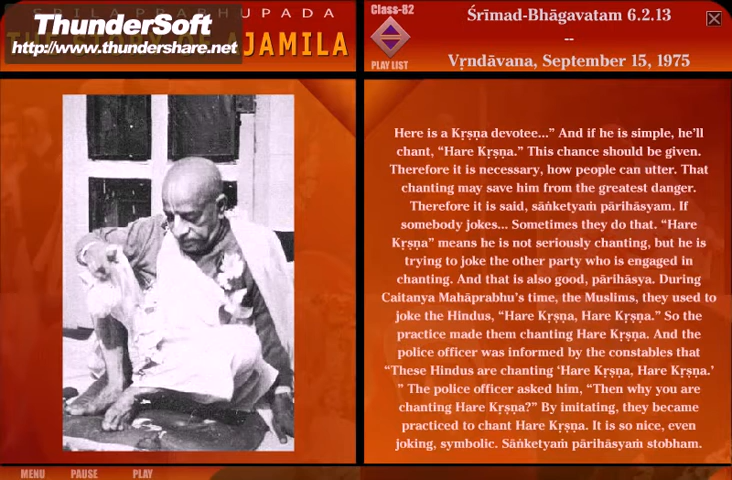 SRILA PRABHUPADA
AJAMILA
ThunderSoft
http://www.thundershare.net
Class-82
PLAY LIST
Śrīmad-Bhāgavatam 6.2.13
--
Vṛndāvana, September 15, 1975
Here is a Kṛṣṇa devotee...” And if he is simple, he’ll
chant, “Hare Kṛṣṇa.” This chance should be given.
Therefore it is necessary, how people can utter. That
chanting may save him from the greatest danger.
Therefore it is said, sāṅketyaṁ pārihāsyam. If
somebody jokes... Sometimes they do that. “Hare
Kṛṣṇa” means he is not seriously chanting, but he is
trying to joke the other party who is engaged in
chanting. And that is also good, pārihāsya. During
Caitanya Mahāprabhu’s time, the Muslims, they used to
joke the Hindus, “Hare Kṛṣṇa, Hare Kṛṣṇa.” So the
practice made them chanting Hare Kṛṣṇa. And the
police officer was informed by the constables that
“These Hindus are chanting ‘Hare Kṛṣṇa, Hare Kṛṣṇa.’
” The police officer asked him, “Then why you are
chanting Hare Kṛṣṇa?” By imitating, they became
practiced to chant Hare Kṛṣṇa. It is so nice, even
joking, symbolic. Sāṅketyaṁ pārihāsyaṁ stobham.
MENU PAUSE PLAY